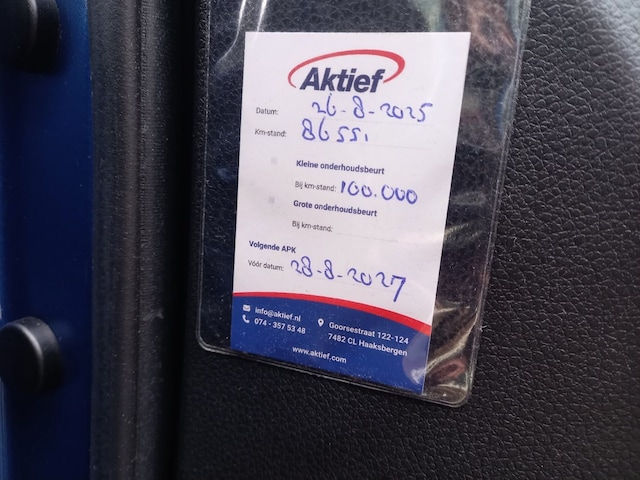 Aktief
Datum: 26-8-2025
Km-stand: 86551
Kleine onderhoudsbeurt
Bij km-stand: 100.000
Grote onderhoudsbeurt
Bij km-stand:
Volgende APK
Vóór datum: 28-8-2027
info@aktief.nl
074 - 357 53 48
Goorsestraat 122-124
7482 CL Haaksbergen
www.aktief.com